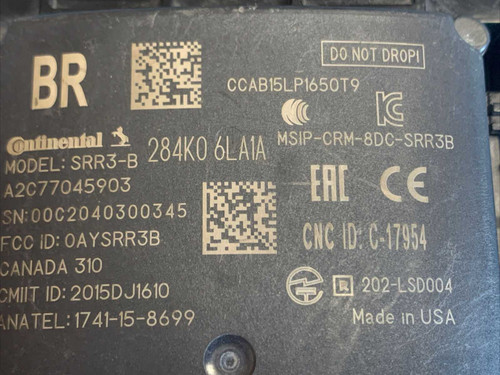 BR
DO NOT DROP!
CCAB15LP1650T9
Continental
284K0 6LA1A
MSIP-CRM-8DC-SRR3B
MODEL: SRR3-B
A2C77045903
SN:00C2040300345
FCC ID: OAYSRR3B
CANADA 310
CMIIT ID: 2015DJ1610
ANATEL: 1741-15-8699
EAC CE
CNC ID: C-17954
R 202-LSD004
Made in USA